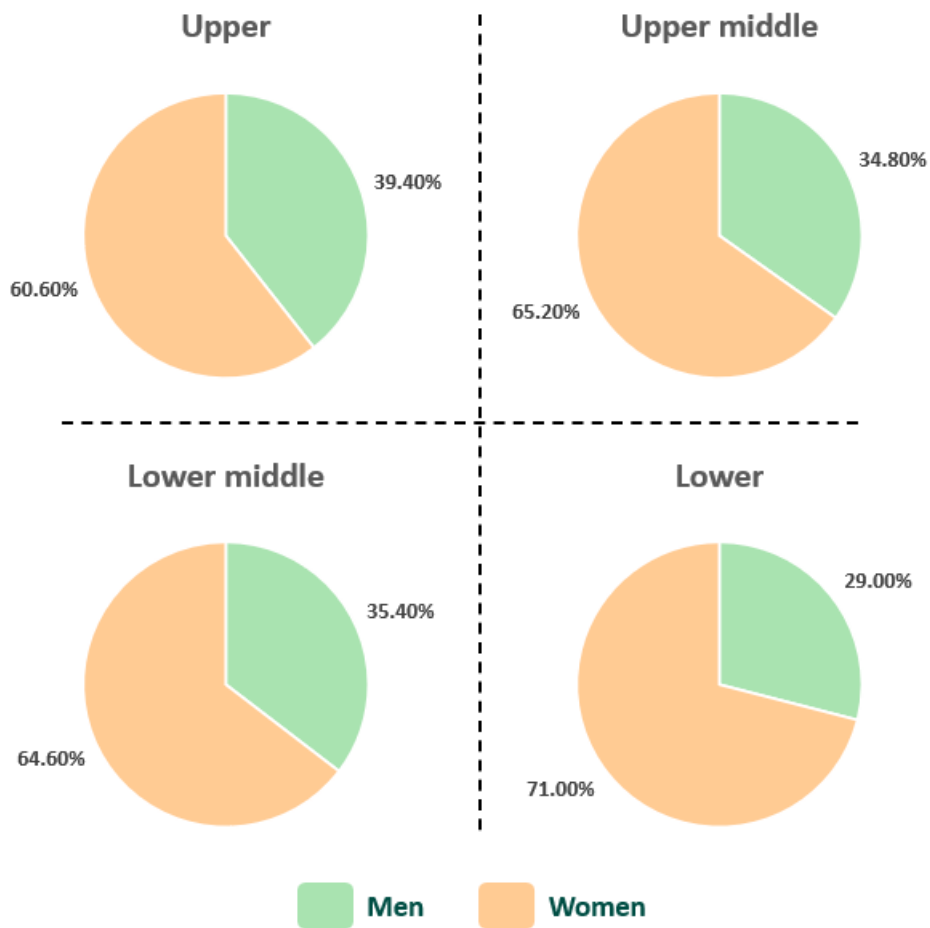 Upper
39.40%
60.60%
Upper middle
34.80%
65.20%
Lower middle
35.40%
64.60%
Lower
29.00%
71.00%
Men
Women